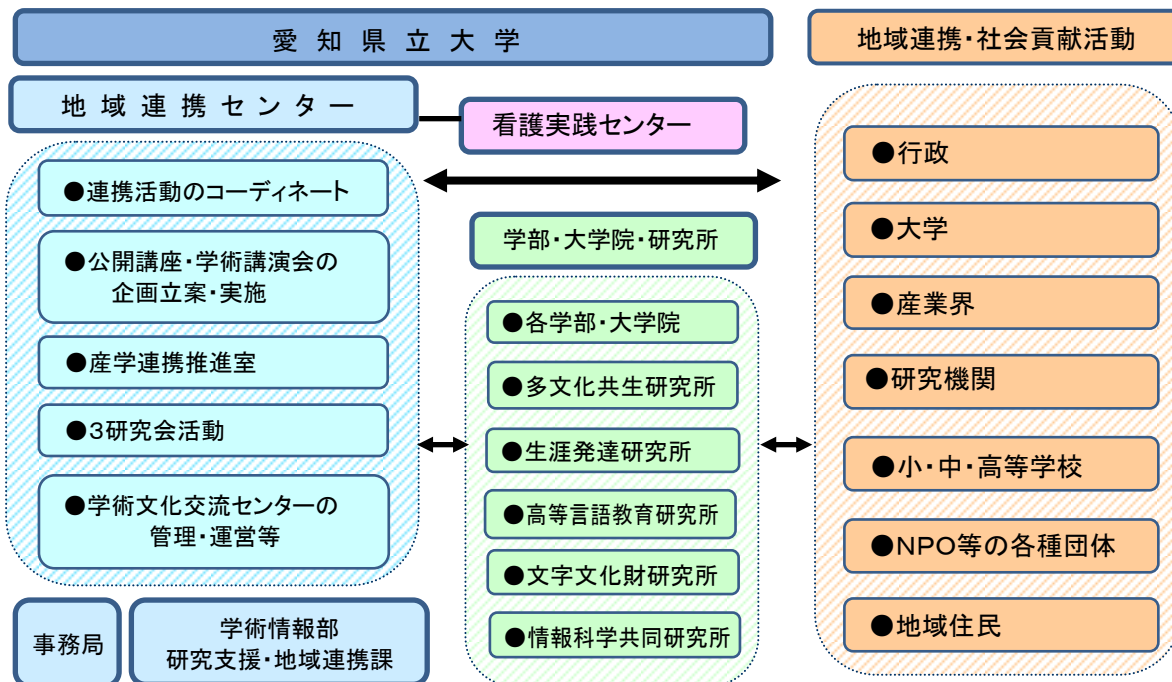 愛知県立大学
地域連携センター
看護実践センター
●連携活動のコーディネート
●公開講座・学術講演会の
企画立案・実施
●産学連携推進室
●3研究会活動
●学術文化交流センターの
管理・運営等
事務局
学術情報部
研究支援・地域連携課
学部・大学院・研究所
●各学部・大学院
●多文化共生研究所
●生涯発達研究所
●高等言語教育研究所
●文字文化財研究所
●情報科学共同研究所
地域連携・社会貢献活動
●行政
●大学
●産業界
●研究機関
●小・中・高等学校
●NPO等の各種団体
●地域住民